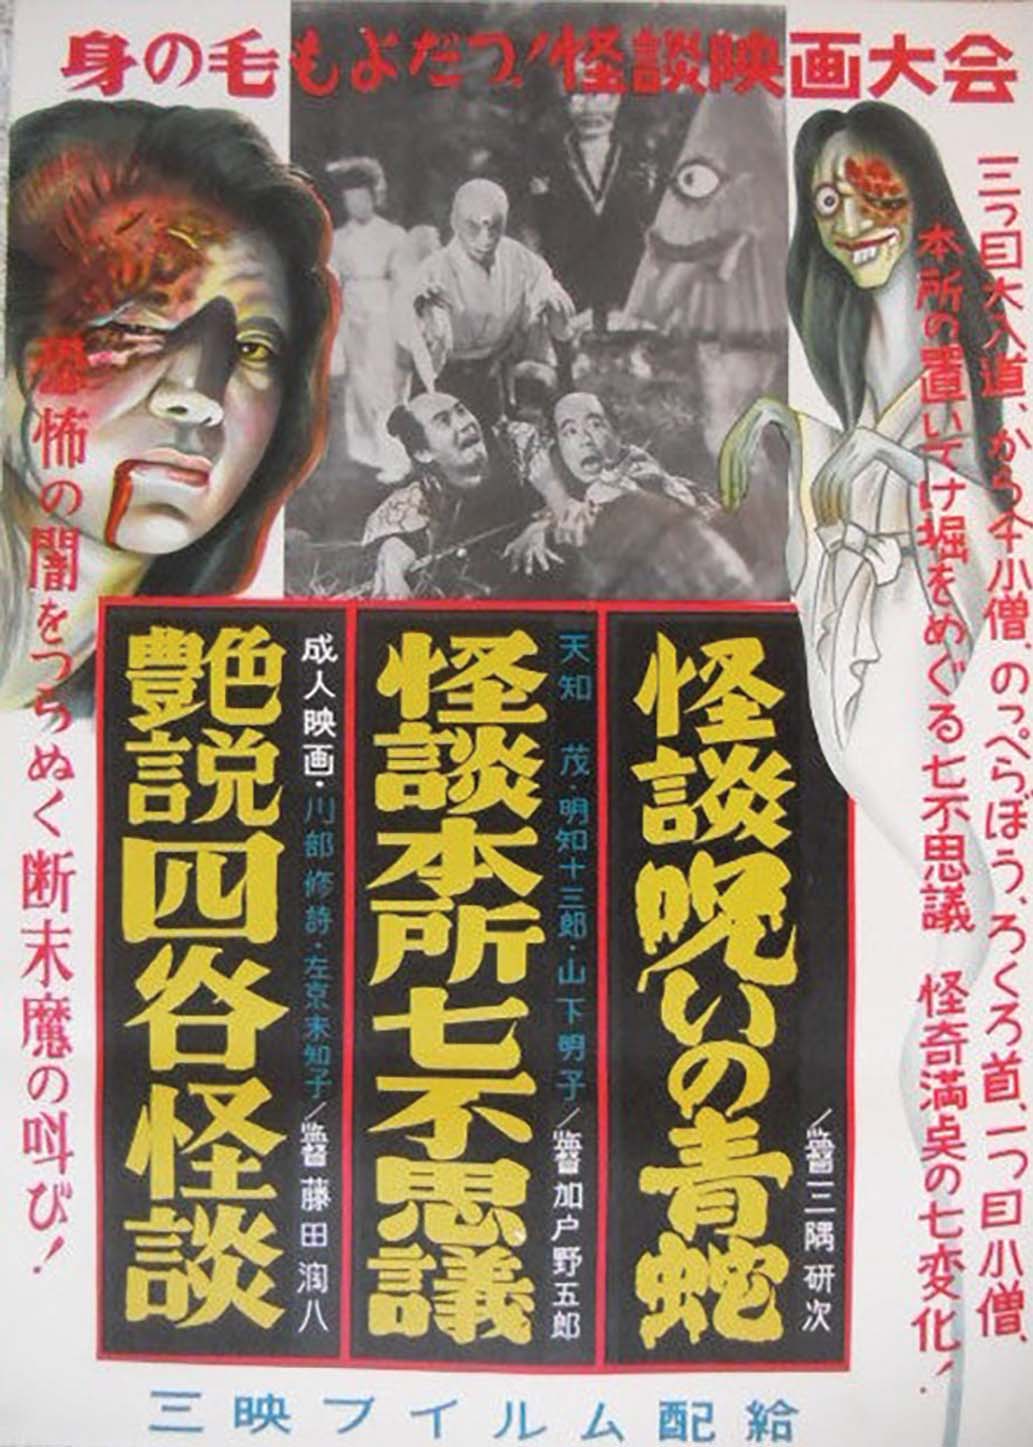 身の毛もよだつ!怪談映画大会
三つ目大入道、から傘小僧、のっぺらぼう、ろくろ首、一つ目小僧、
本所の置いてけ堀をめぐる七不思議 怪奇満点の七変化!
怪談呪いの青蛇
/監督 三隅研次
天知茂・明知十三郎・山下明子/監督 加戸野五郎
怪談本所七不思議
成人映画・川部修詩・左京未知子/監督 藤田潤八
艶説四谷怪談
恐怖の闇をつらぬく断末魔の叫び!
三映フイルム配給